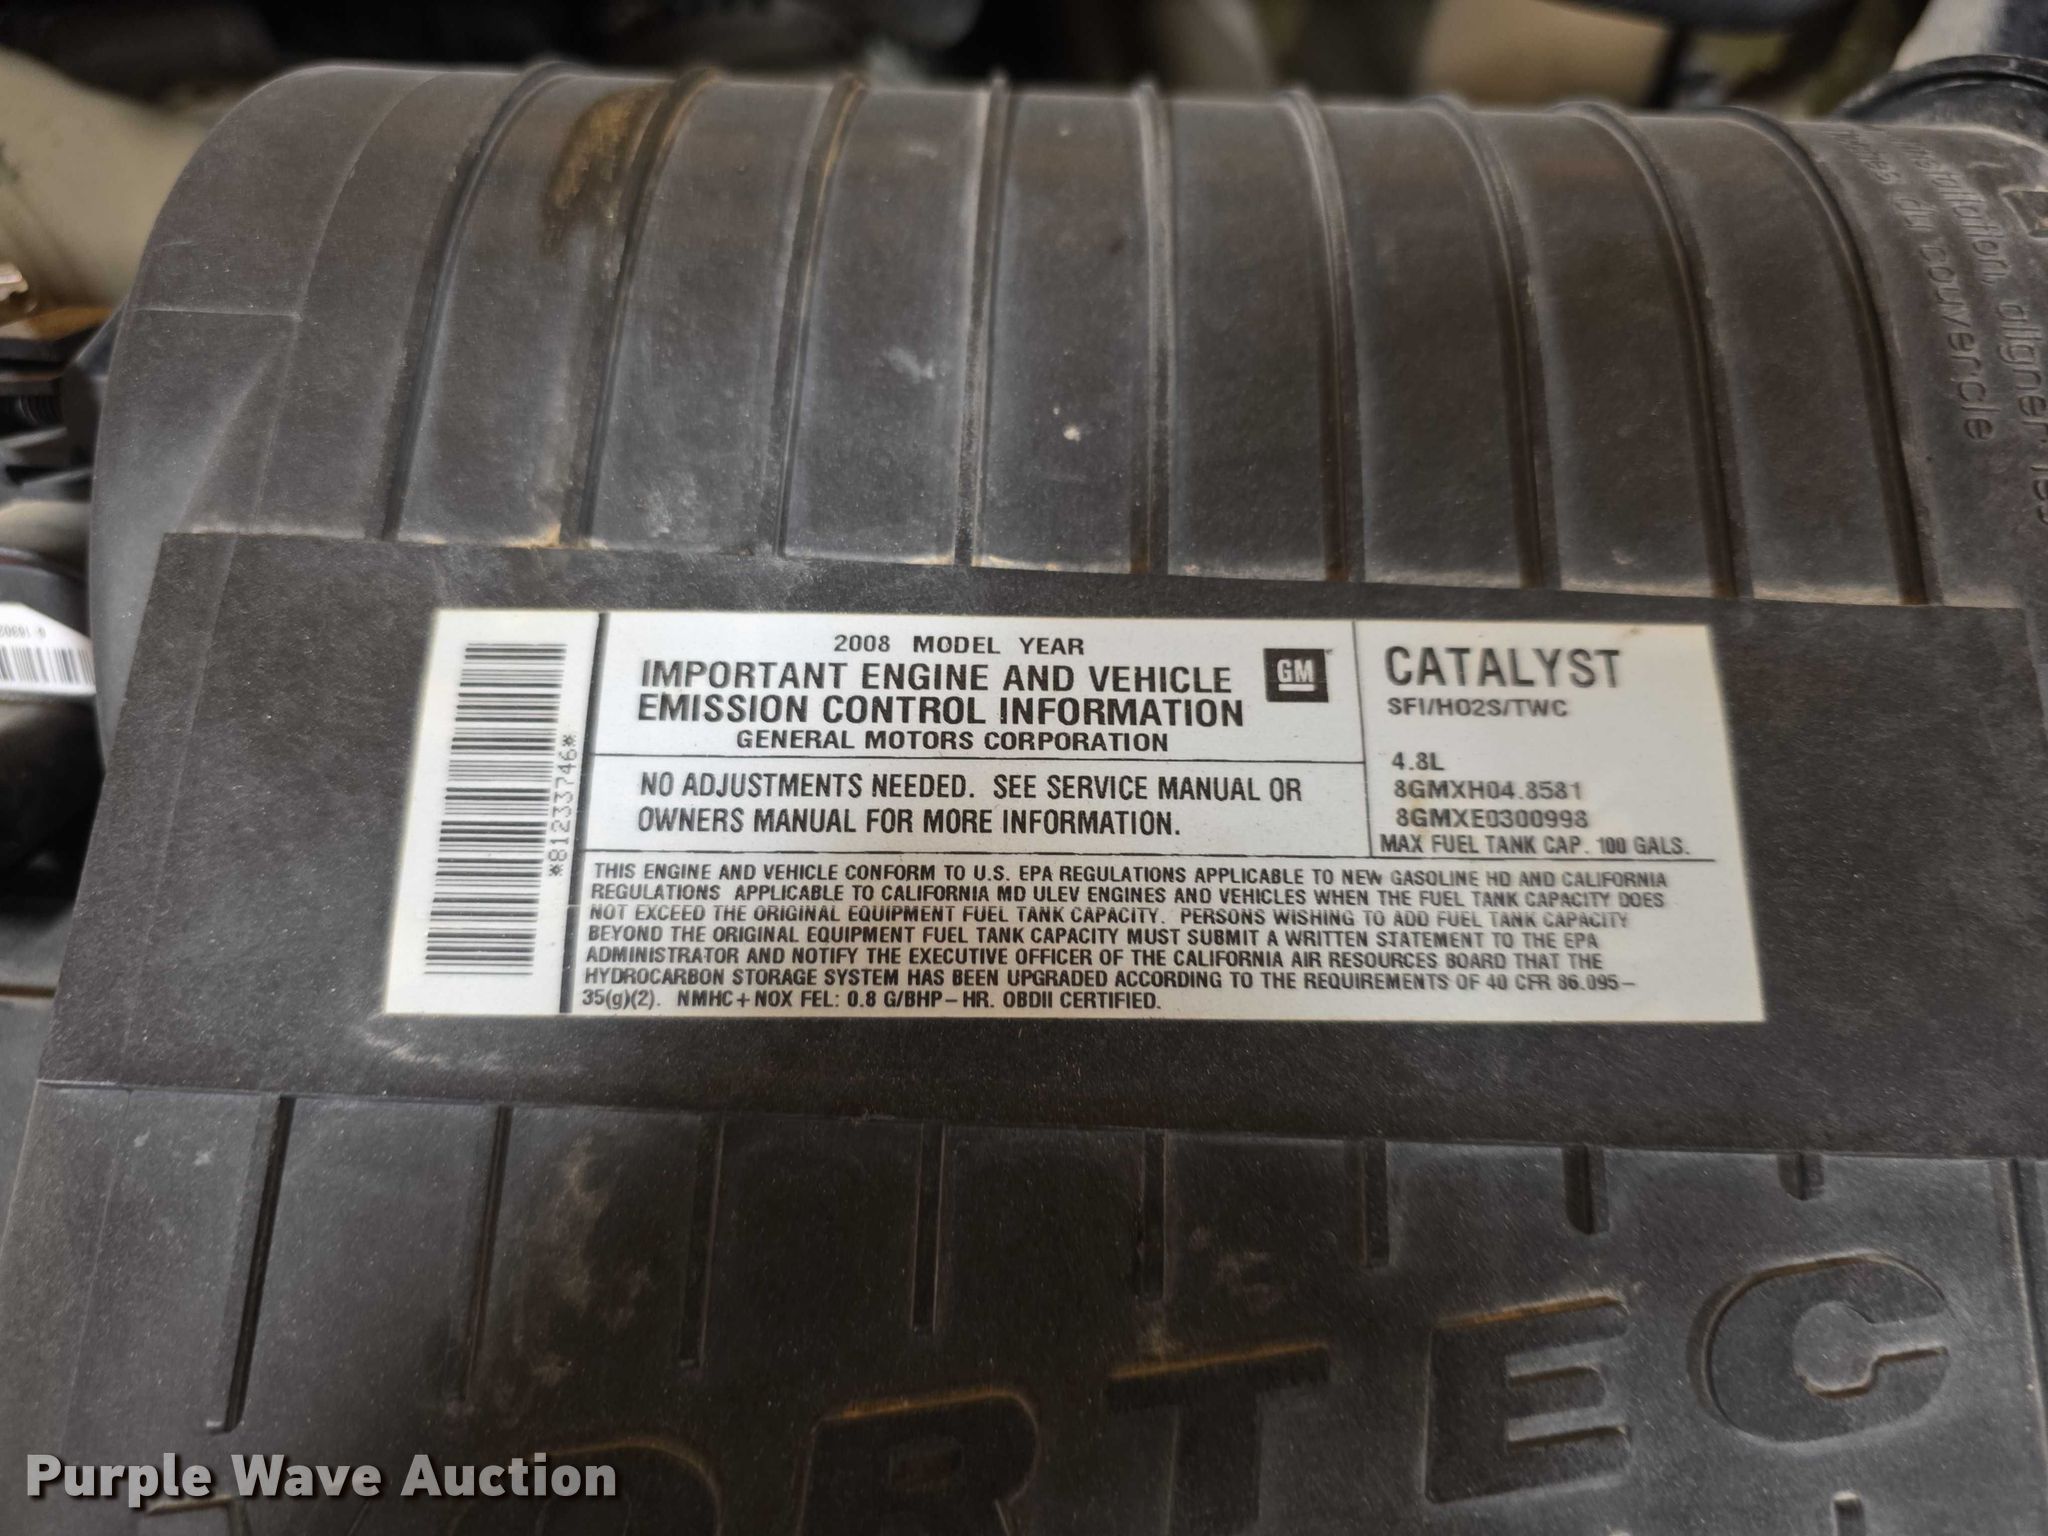 2008 MODEL YEAR
IMPORTANT ENGINE AND VEHICLE
EMISSION CONTROL INFORMATION
GENERAL MOTORS CORPORATION
GM
NO ADJUSTMENTS NEEDED. SEE SERVICE MANUAL OR
OWNERS MANUAL FOR MORE INFORMATION.
CATALYST
SFI/HO2S/TWC
4.8L
8GMXH04.8581
8GMXE0300998
MAX FUEL TANK CAP. 100 GALS.
THIS ENGINE AND VEHICLE CONFORM TO U.S. EPA REGULATIONS APPLICABLE TO NEW GASOLINE HD AND CALIFORNIA
REGULATIONS APPLICABLE TO CALIFORNIA MD ULEV ENGINES AND VEHICLES WHEN THE FUEL TANK CAPACITY DOES
NOT EXCEED THE ORIGINAL EQUIPMENT FUEL TANK CAPACITY. PERSONS WISHING TO ADD FUEL TANK CAPACITY
BEYOND THE ORIGINAL EQUIPMENT FUEL TANK CAPACITY MUST SUBMIT A WRITTEN STATEMENT TO THE EPA
ADMINISTRATOR AND NOTIFY THE EXECUTIVE OFFICER OF THE CALIFORNIA AIR RESOURCES BOARD THAT THE
HYDROCARBON STORAGE SYSTEM HAS BEEN UPGRADED ACCORDING TO THE REQUIREMENTS OF 40 CFR 86.095-
35(g)(2). NMHC+NOX FEL: 0.8 G/BHP-HR. OBDII CERTIFIED.
*81233746*
du couvercle
VORTEC
Purple Wave Auction